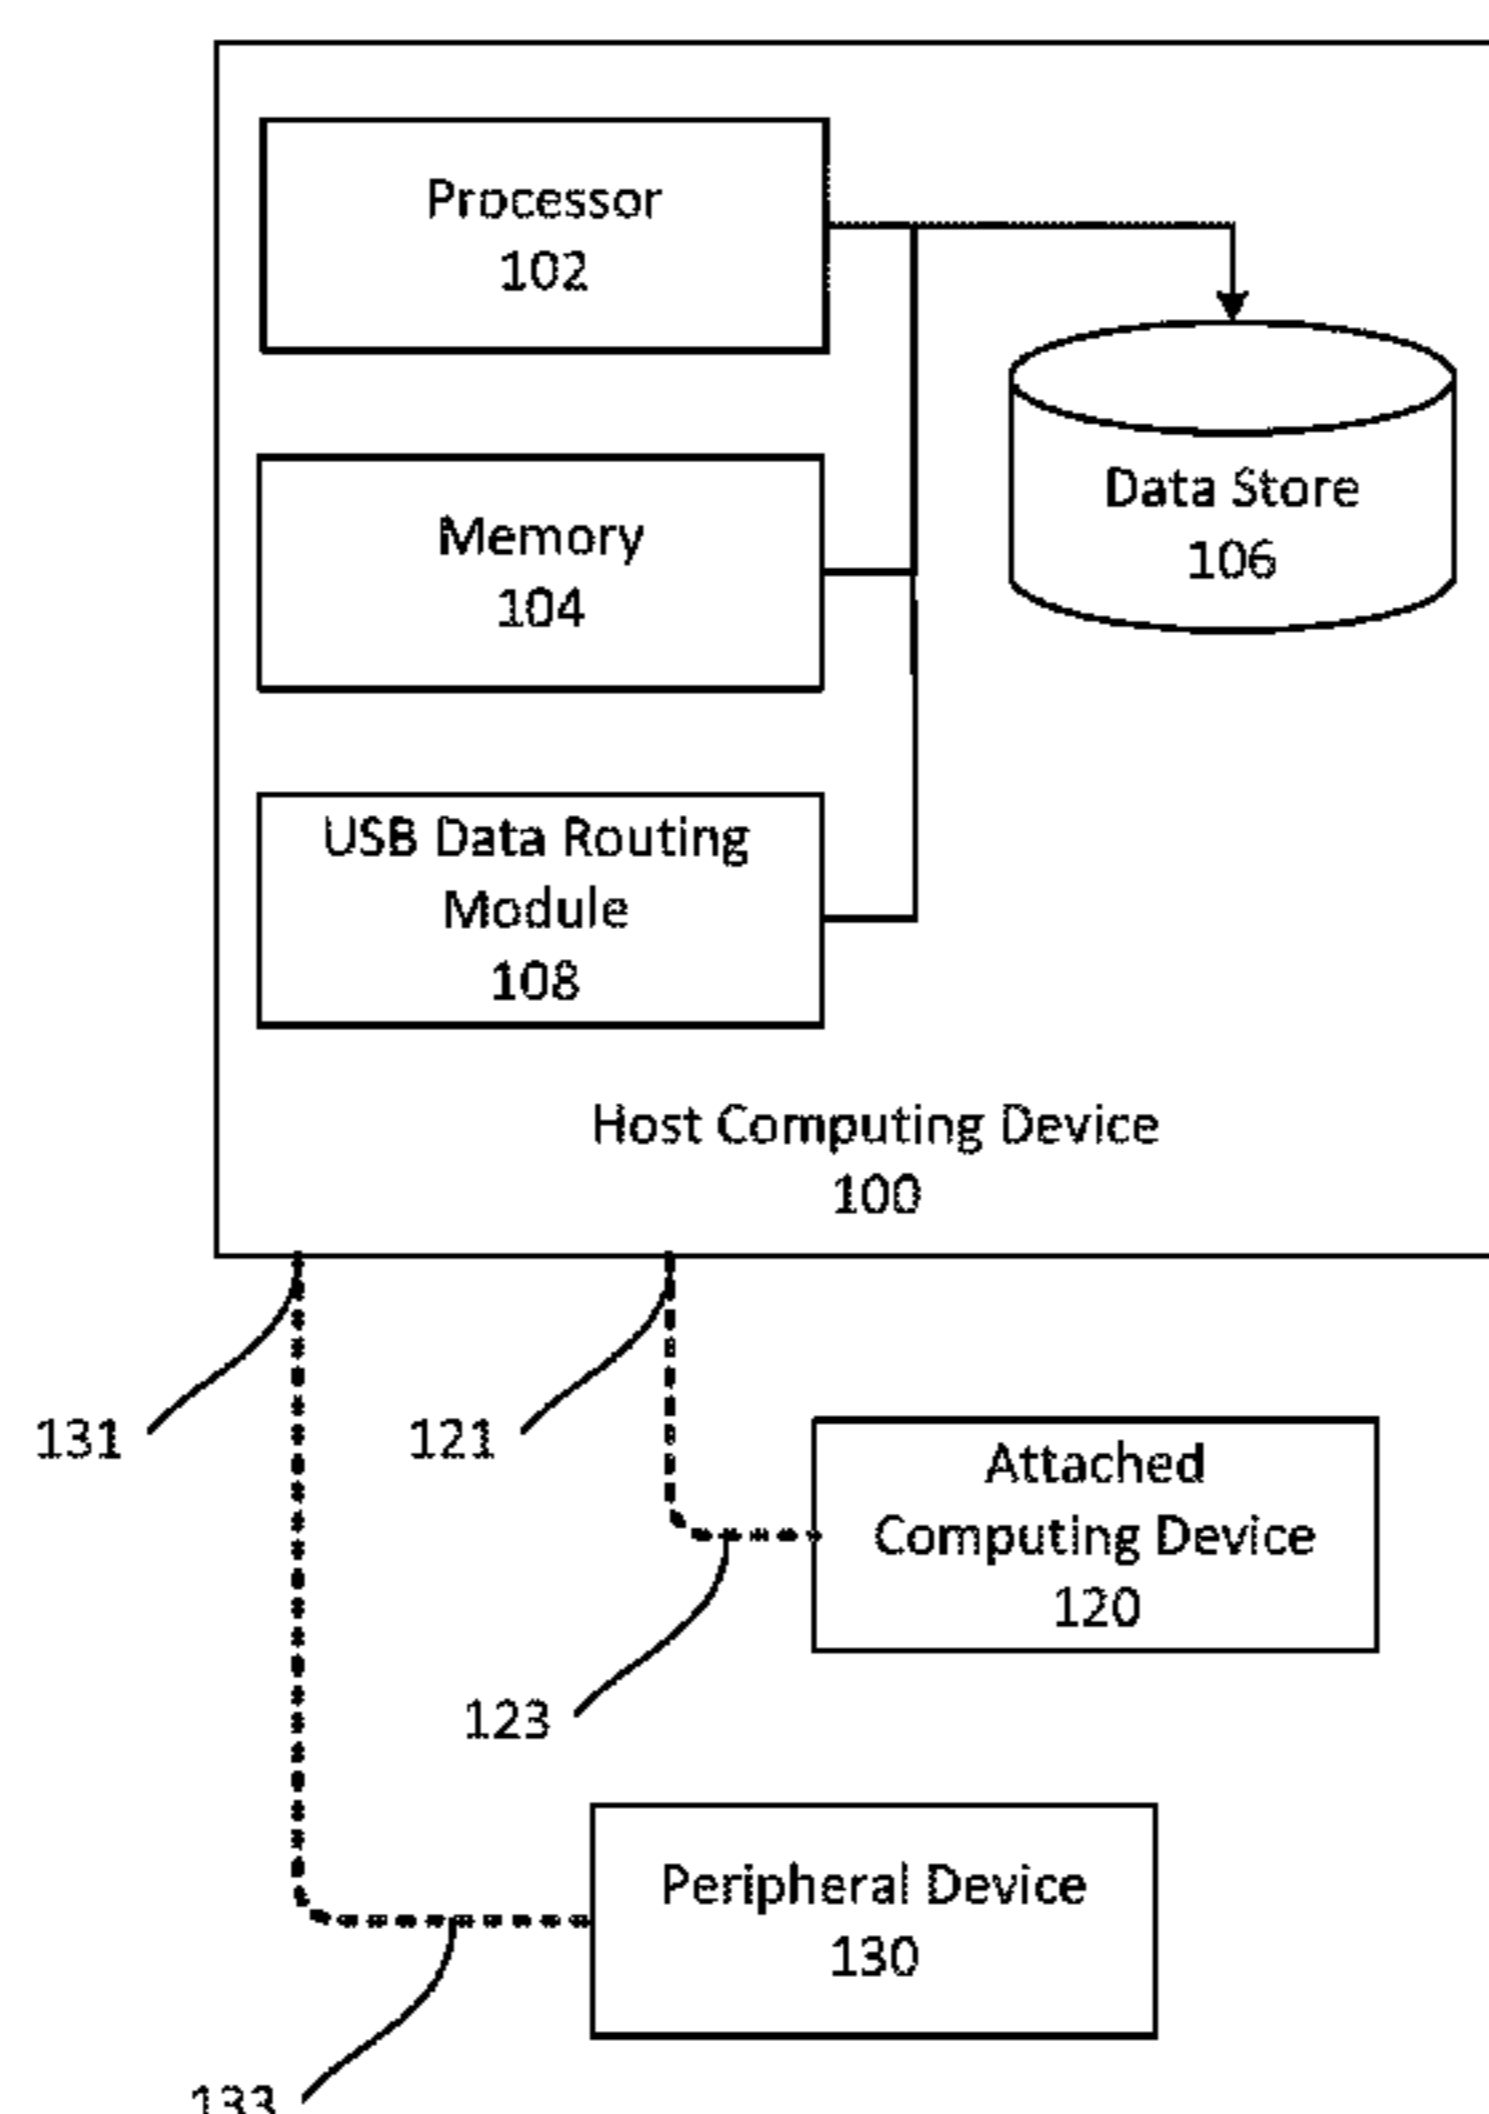 Processor
102
Memory
104
Data Store
106
USB Data Routing
Module
108
Host Computing Device
100
131
121
Attached
Computing Device
120
123
Peripheral Device
130
133